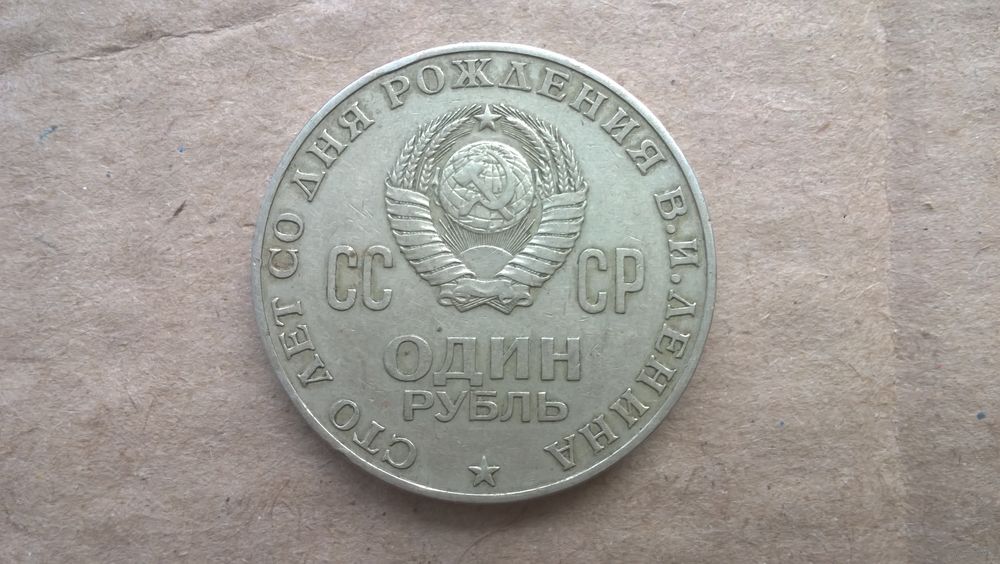 СТО ЛЕТ СО ДНЯ РОЖДЕНИЯ В.И.ЛЕНИНА
СС СР
ОДИН
РУБЛЬ